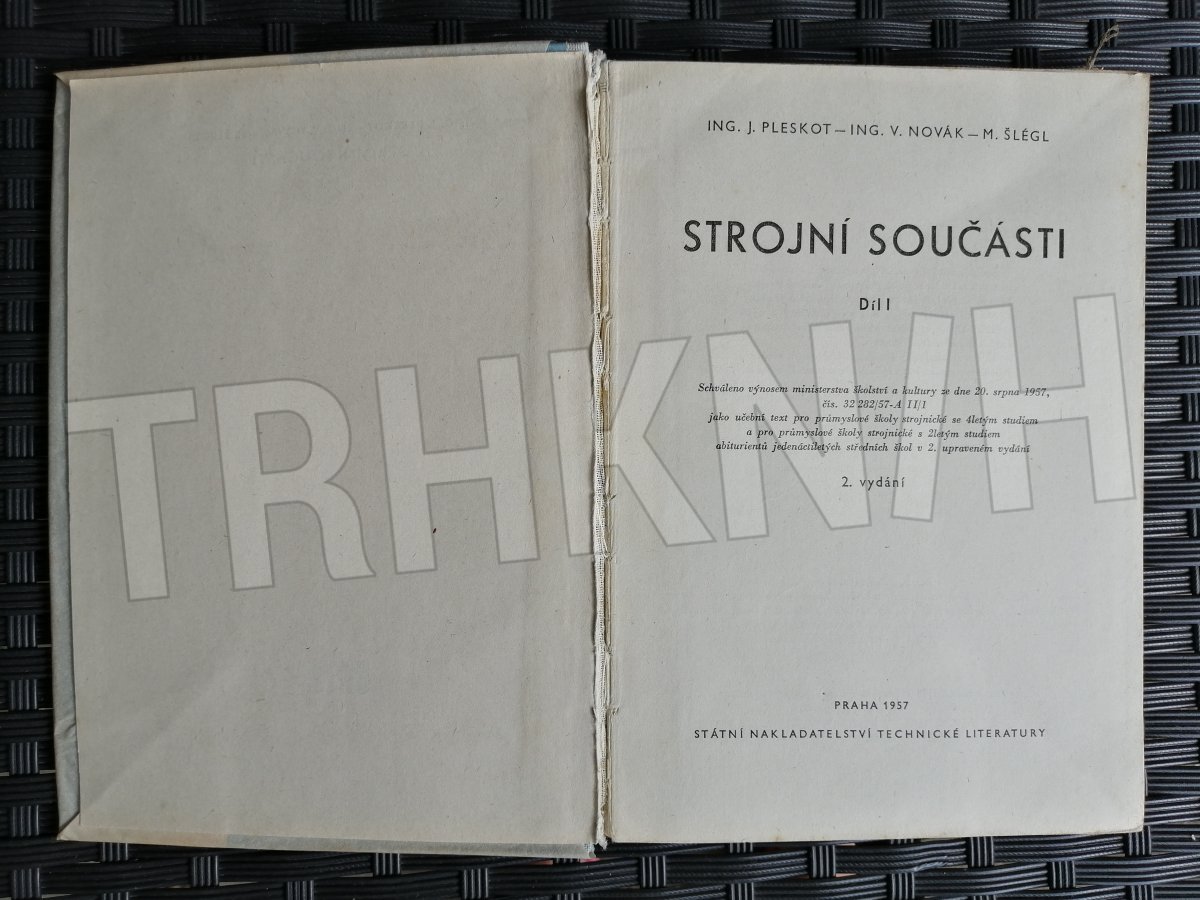 ING. J. PLESKOT — ING. V. NOVÁK — M. ŠLÉGL
STROJNÍ SOUČÁSTI
Díl I
Schváleno výnosem ministerstva školství a kultury ze dne 20. srpna 1957,
čís. 32 282/57-A II/1
jako učební text pro průmyslové školy strojnické se 4letým studiem
a pro průmyslové školy strojnické s 2letým studiem
abiturientů jedenáctiletých středních škol v 2. upraveném vydání
2. vydání
TRHKNIH
PRAHA 1957
STÁTNÍ NAKLADATELSTVÍ TECHNICKÉ LITERATURY